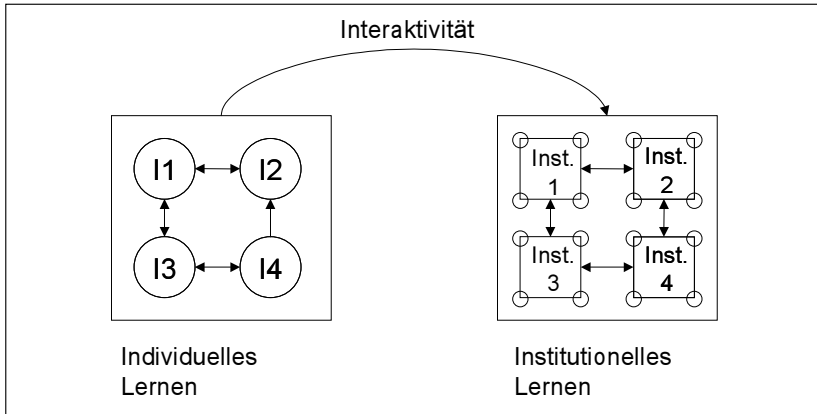 Interaktivität
I1
I2
I3
I4
Inst.
1
Inst.
2
Inst.
3
Inst.
4
Individuelles
Lernen
Institutionelles
Lernen